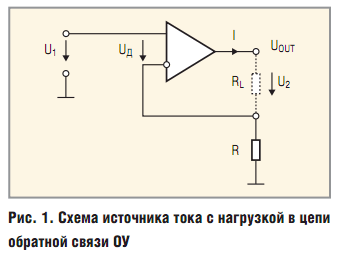 I
U1
UД
UOUT
RL
U2
R
Рис. 1. Схема источника тока с нагрузкой в цепи
обратной связи ОУ